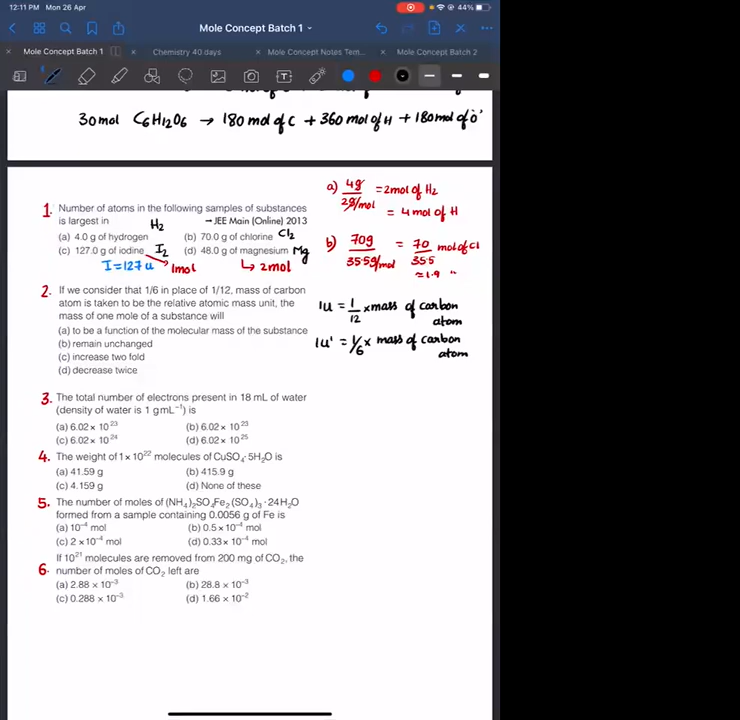 12:11 PM Mon 26 Apr
44%
Mole Concept Batch 1
Mole Concept Batch 1
Chemistry 40 days
Mole Concept Notes Tem...
Mole Concept Batch 2
30 mol C6H12O6 → 180 mol of C + 360 mol of H + 180 mol of O
1. Number of atoms in the following samples of substances
is largest in → JEE Main (Online) 2013
(a) 4.0 g of hydrogen H2 (b) 70.0 g of chlorine Cl2
(c) 127.0 g of iodine I2 (d) 48.0 g of magnesium Mg
I = 127 u 1mol ↳ 2mol
a) 4g / 2g/mol = 2mol of H2
= 4 mol of H
b) 70g / 35.5g/mol = 70 / 35.5 mol of Cl
≈ 1.9 "
2. If we consider that 1/6 in place of 1/12, mass of carbon
atom is taken to be the relative atomic mass unit, the
mass of one mole of a substance will
(a) to be a function of the molecular mass of the substance
(b) remain unchanged
(c) increase two fold
(d) decrease twice
1u = 1/12 × mass of carbon
atom
1u' = 1/6 × mass of carbon
atom
3. The total number of electrons present in 18 mL of water
(density of water is 1 g mL⁻¹) is
(a) 6.02 × 10²³ (b) 6.02 × 10²³
(c) 6.02 × 10²⁴ (d) 6.02 × 10²⁵
4. The weight of 1 × 10²² molecules of CuSO₄·5H₂O is
(a) 41.59 g (b) 415.9 g
(c) 4.159 g (d) None of these
5. The number of moles of (NH₄)₂SO₄Fe₂(SO₄)₃·24H₂O
formed from a sample containing 0.0056 g of Fe is
(a) 10⁻⁴ mol (b) 0.5 × 10⁻⁴ mol
(c) 2 × 10⁻⁴ mol (d) 0.33 × 10⁻⁴ mol
6. If 10²¹ molecules are removed from 200 mg of CO₂, the
number of moles of CO₂ left are
(a) 2.88 × 10⁻³ (b) 28.8 × 10⁻³
(c) 0.288 × 10⁻³ (d) 1.66 × 10⁻²